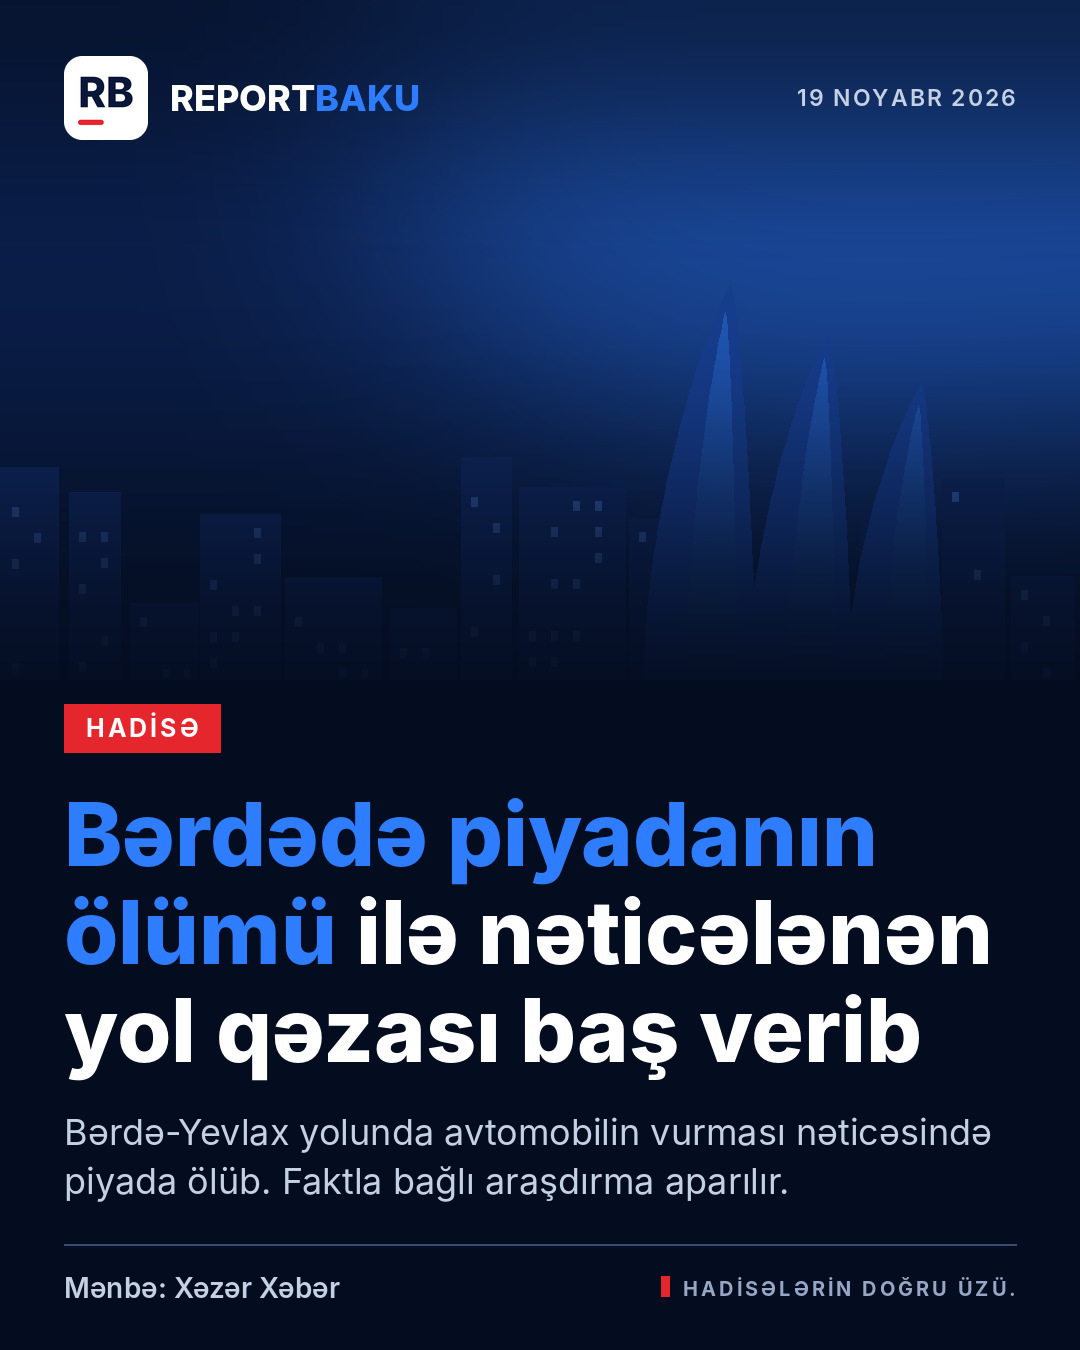 RB
REPORTBAKU
19 NOYABR 2026
HADİSƏ
Bərdədə piyadanın
ölümü ilə nəticələnən
yol qəzası baş verib
Bərdə-Yevlax yolunda avtomobilin vurması nəticəsində
piyada ölüb. Faktla bağlı araşdırma aparılır.
Mənbə: Xəzər Xəbər
HADİSƏLƏRİN DOĞRU ÜZÜ.